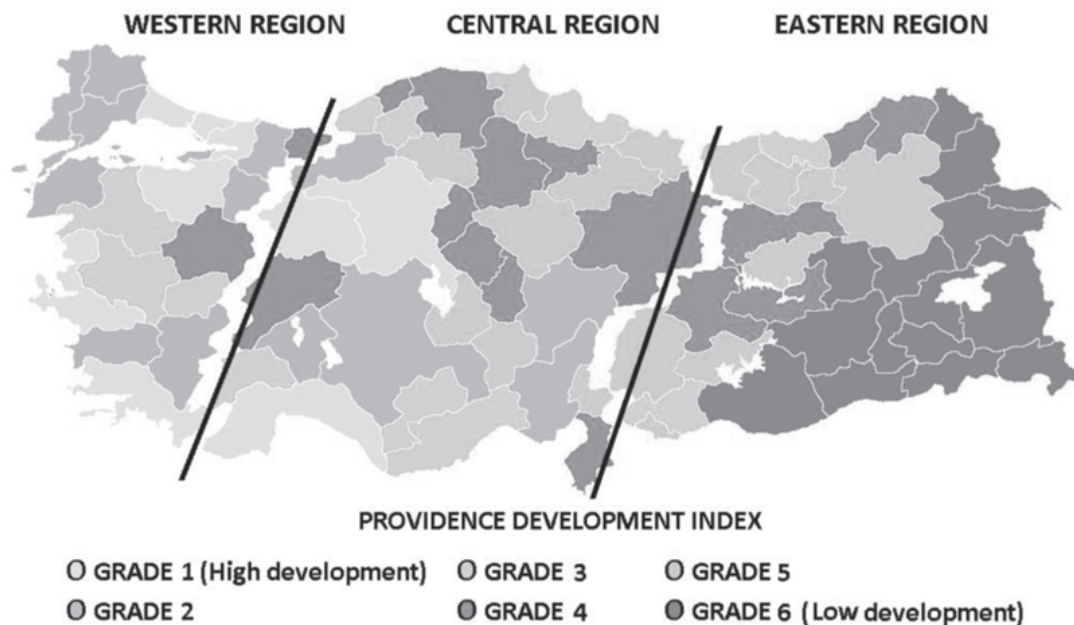 WESTERN REGION CENTRAL REGION EASTERN REGION
PROVIDENCE DEVELOPMENT INDEX
GRADE 1 (High development) GRADE 3 GRADE 5
GRADE 2 GRADE 4 GRADE 6 (Low development)